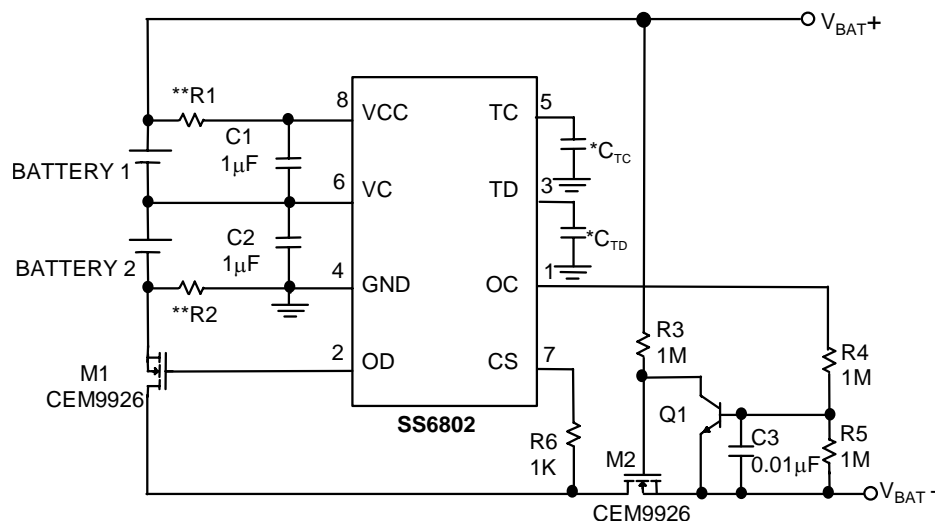 V_BAT+
**R1
8
VCC
TC
5
C1
1µF
*C_TC
BATTERY 1
6
VC
TD
3
C2
1µF
*C_TD
BATTERY 2
4
GND
OC
1
**R2
R3
1M
R4
1M
2
OD
CS
7
M1
CEM9926
SS6802
Q1
R6
1K
M2
C3
0.01µF
R5
1M
CEM9926
V_BAT -